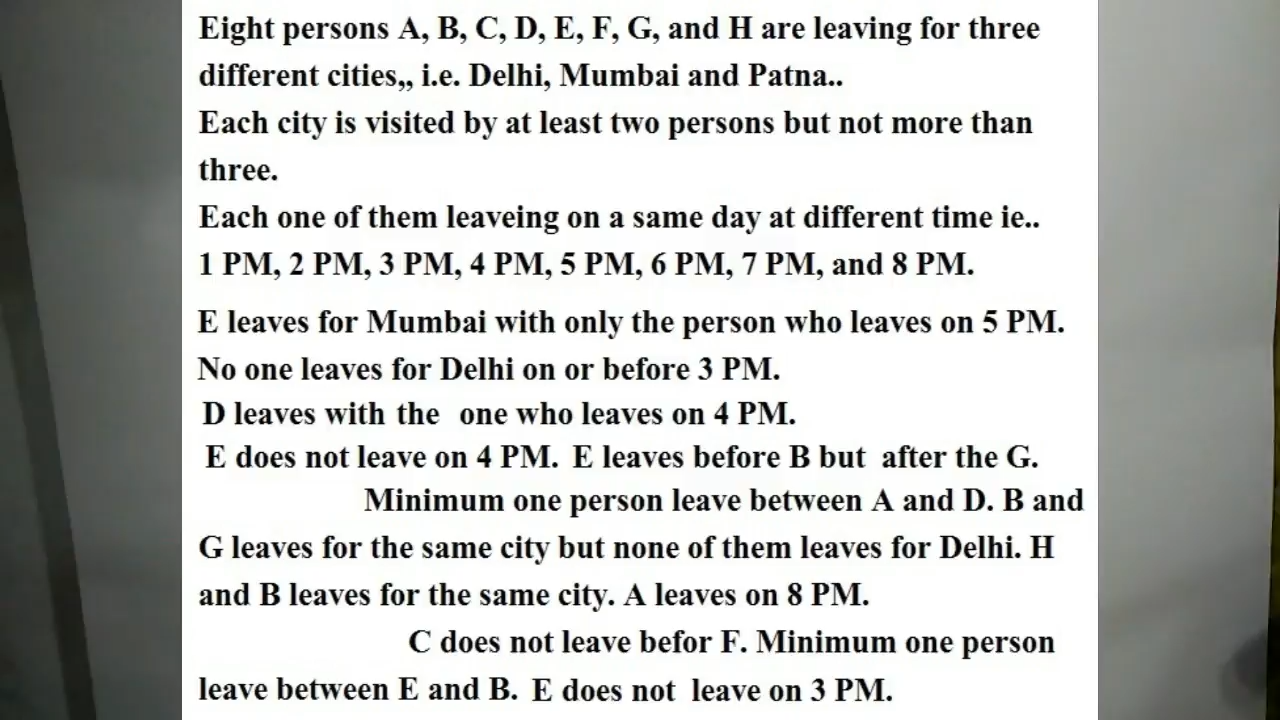 Eight persons A, B, C, D, E, F, G, and H are leaving for three
different cities,, i.e. Delhi, Mumbai and Patna..
Each city is visited by at least two persons but not more than
three.
Each one of them leaveing on a same day at different time ie..
1 PM, 2 PM, 3 PM, 4 PM, 5 PM, 6 PM, 7 PM, and 8 PM.
E leaves for Mumbai with only the person who leaves on 5 PM.
No one leaves for Delhi on or before 3 PM.
D leaves with the one who leaves on 4 PM.
E does not leave on 4 PM. E leaves before B but after the G.
Minimum one person leave between A and D. B and
G leaves for the same city but none of them leaves for Delhi. H
and B leaves for the same city. A leaves on 8 PM.
C does not leave befor F. Minimum one person
leave between E and B. E does not leave on 3 PM.